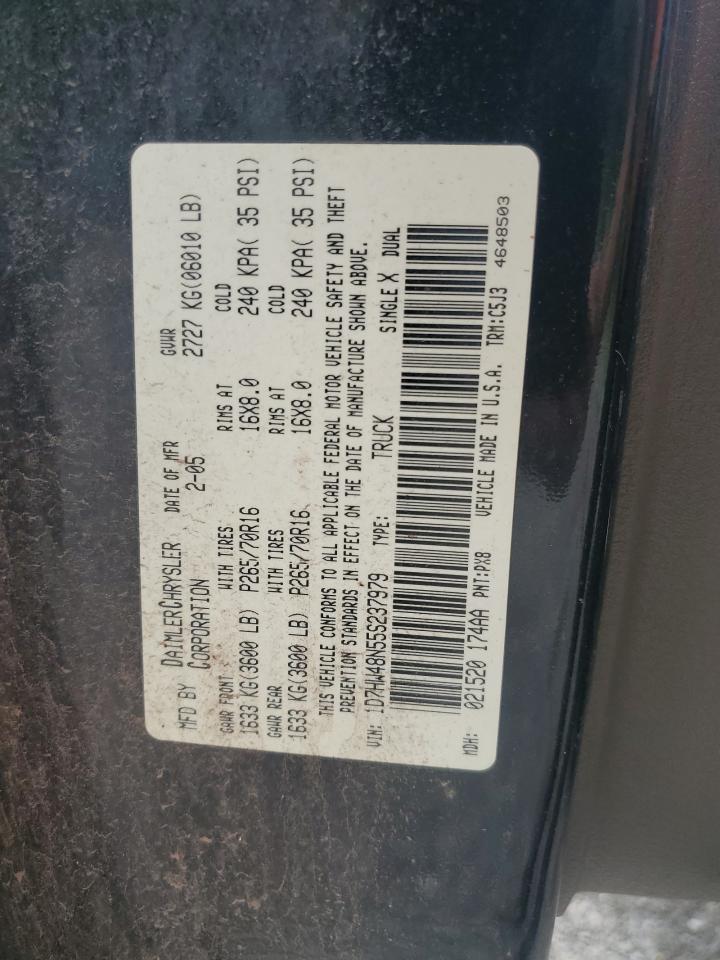 MFD BY DAIMLERCHRYSLER CORPORATION DATE OF MFR 2-05 GVWR 2727 KG(06010 LB)
GAWR FRONT WITH TIRES RIMS AT COLD
1633 KG(3600 LB) P265/70R16 16X8.0 240 KPA( 35 PSI)
GAWR REAR WITH TIRES RIMS AT COLD
1633 KG(3600 LB) P265/70R16 16X8.0 240 KPA( 35 PSI)
THIS VEHICLE CONFORMS TO ALL APPLICABLE FEDERAL MOTOR VEHICLE SAFETY AND THEFT
PREVENTION STANDARDS IN EFFECT ON THE DATE OF MANUFACTURE SHOWN ABOVE.
VIN: 1D7HW48N55S237979 TYPE: TRUCK SINGLE X DUAL
MDH: 021520 174AA PNT:PX8 VEHICLE MADE IN U.S.A. TRM:C5J3
4648503